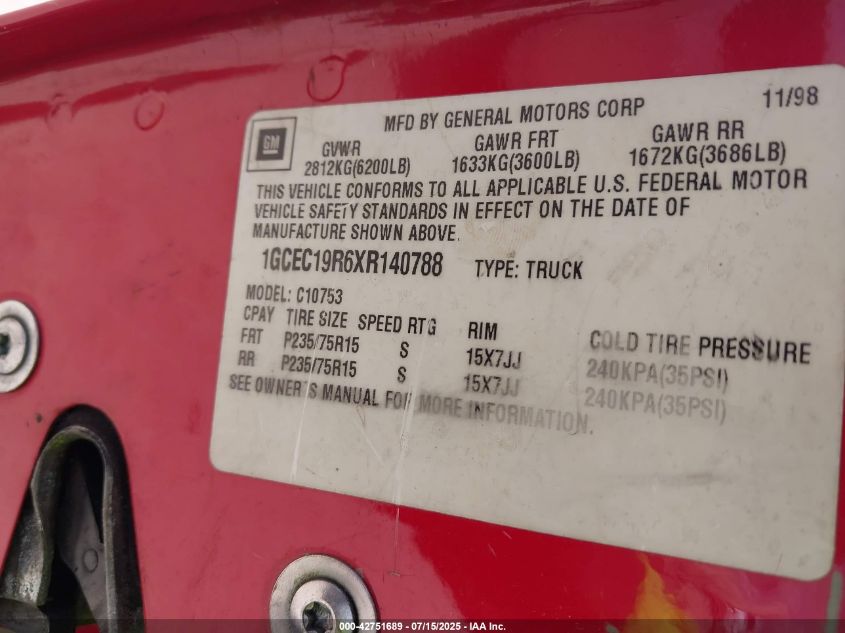 MFD BY GENERAL MOTORS CORP 11/98
GM
GVWR GAWR FRT GAWR RR
2812KG(6200LB) 1633KG(3600LB) 1672KG(3686LB)
THIS VEHICLE CONFORMS TO ALL APPLICABLE U.S. FEDERAL MOTOR
VEHICLE SAFETY STANDARDS IN EFFECT ON THE DATE OF
MANUFACTURE SHOWN ABOVE.
1GCEC19R6XR140788 TYPE: TRUCK
MODEL: C10753
CPAY TIRE SIZE SPEED RTG RIM COLD TIRE PRESSURE
FRT P235/75R15 S 15X7JJ 240KPA(35PSI)
RR P235/75R15 S 15X7JJ 240KPA(35PSI)
SEE OWNER'S MANUAL FOR MORE INFORMATION.
000-42751689 - 07/15/2025 - IAA Inc.